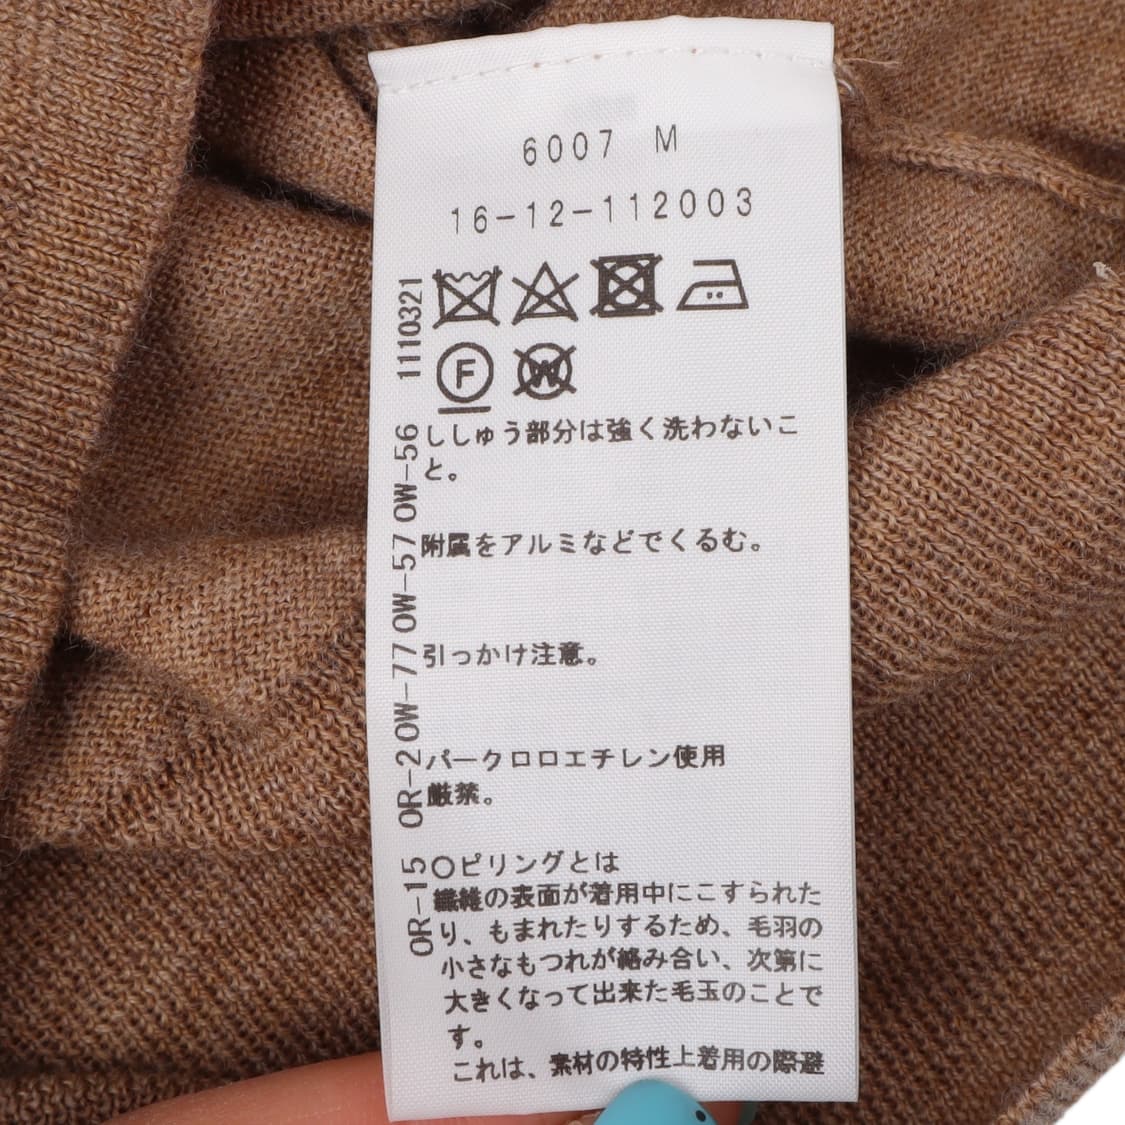 6007 M
16-12-112003
F
W
ししゅう部分は強く洗わないこ
と。
附属をアルミなどでくるむ。
引っかけ注意。
パークロロエチレン使用
厳禁。
○ピリングとは
繊維の表面が着用中にこすられた
り、もまれたりするため、毛羽の
小さなもつれが絡み合い、次第に
大きくなって出来た毛玉のことで
す。
これは、素材の特性上着用の際避
OR-15 OR-20W-770W-570W-56 1110321